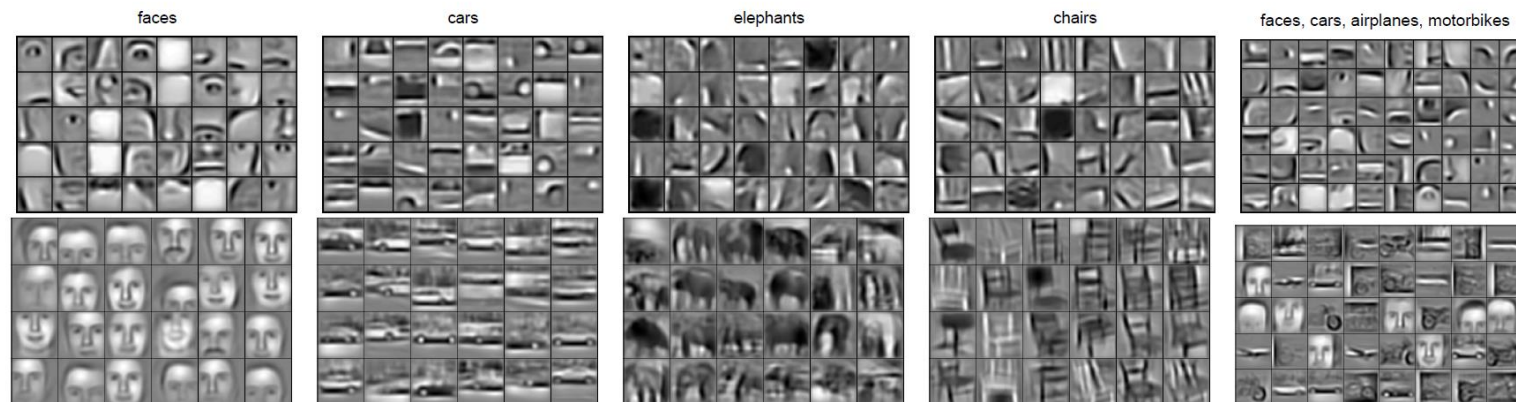 faces
cars
elephants
chairs
faces, cars, airplanes, motorbikes